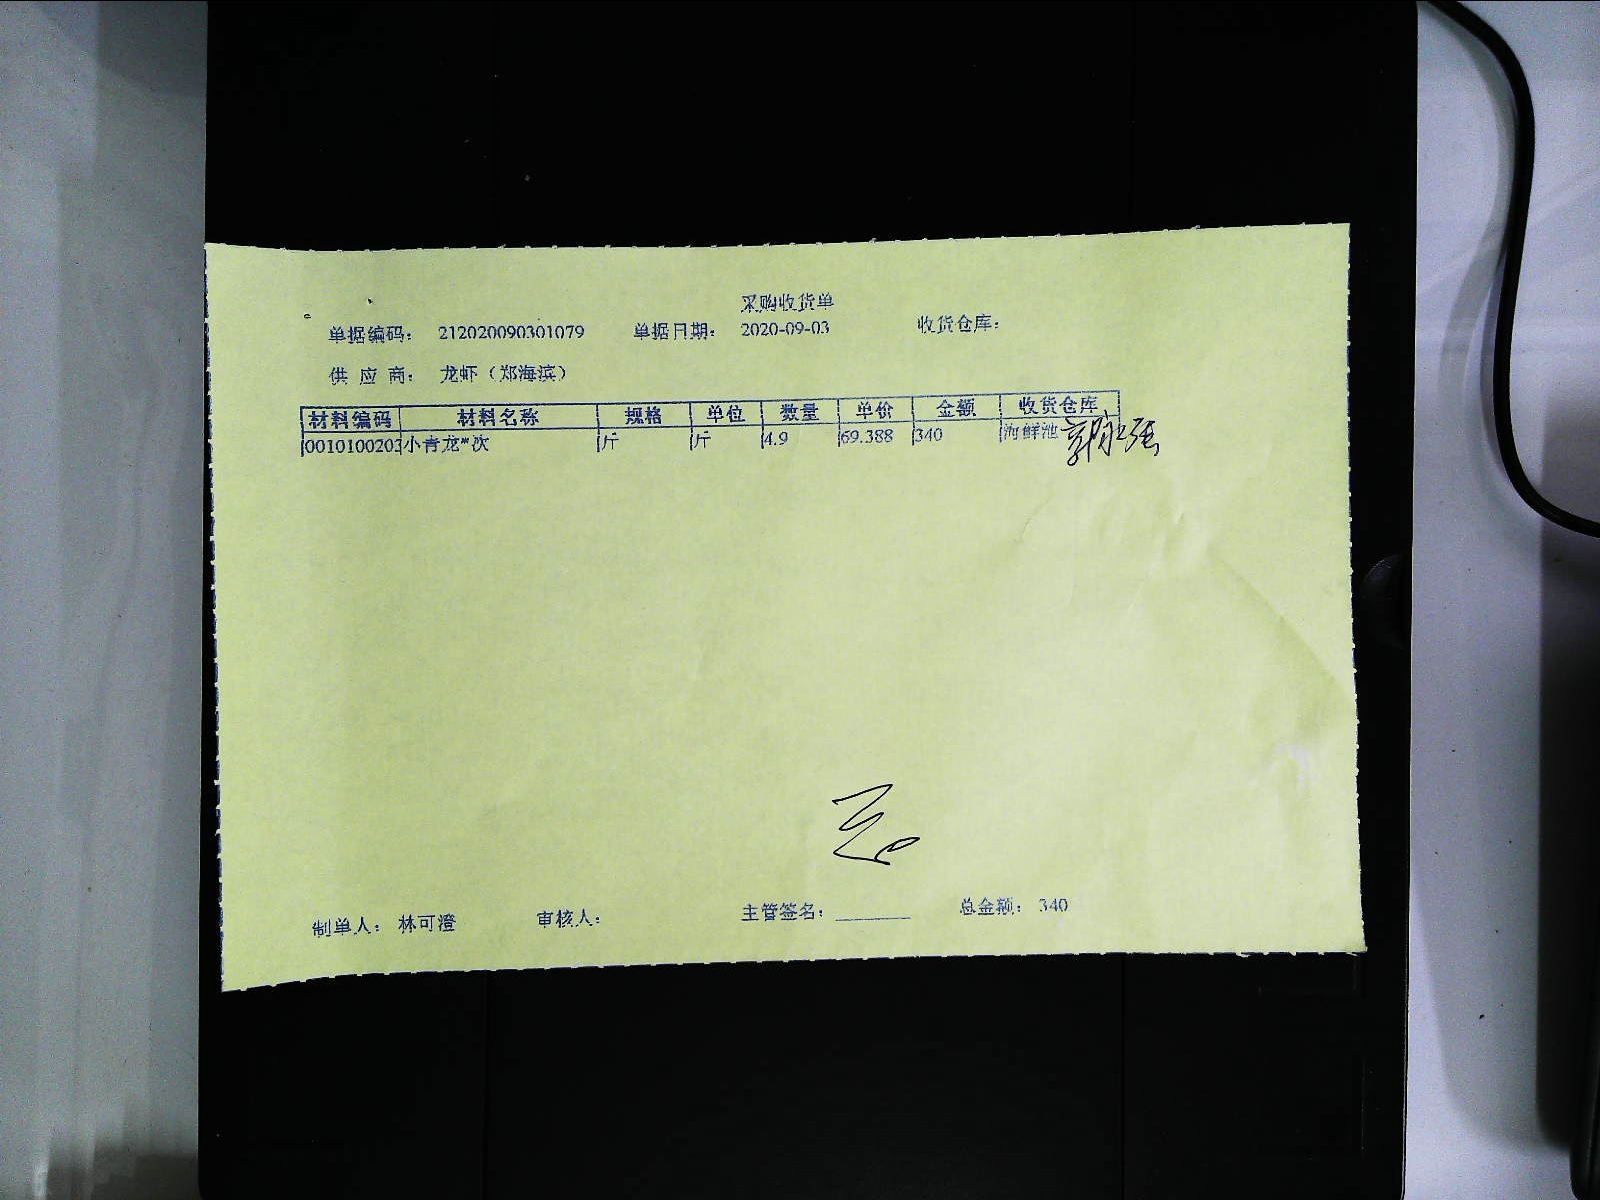 采购收货单
单据编码： 212020090301079 单据日期： 2020-09-03 收货仓库：
供 应 商： 龙虾（郑海滨）
材料编码 材料名称 规格 单位 数量 单价 金额 收货仓库
0010100203 小青龙*次 斤 斤 4.9 69.388 340 海鲜池
制单人： 林可澄 审核人： 主管签名： 总金额： 340